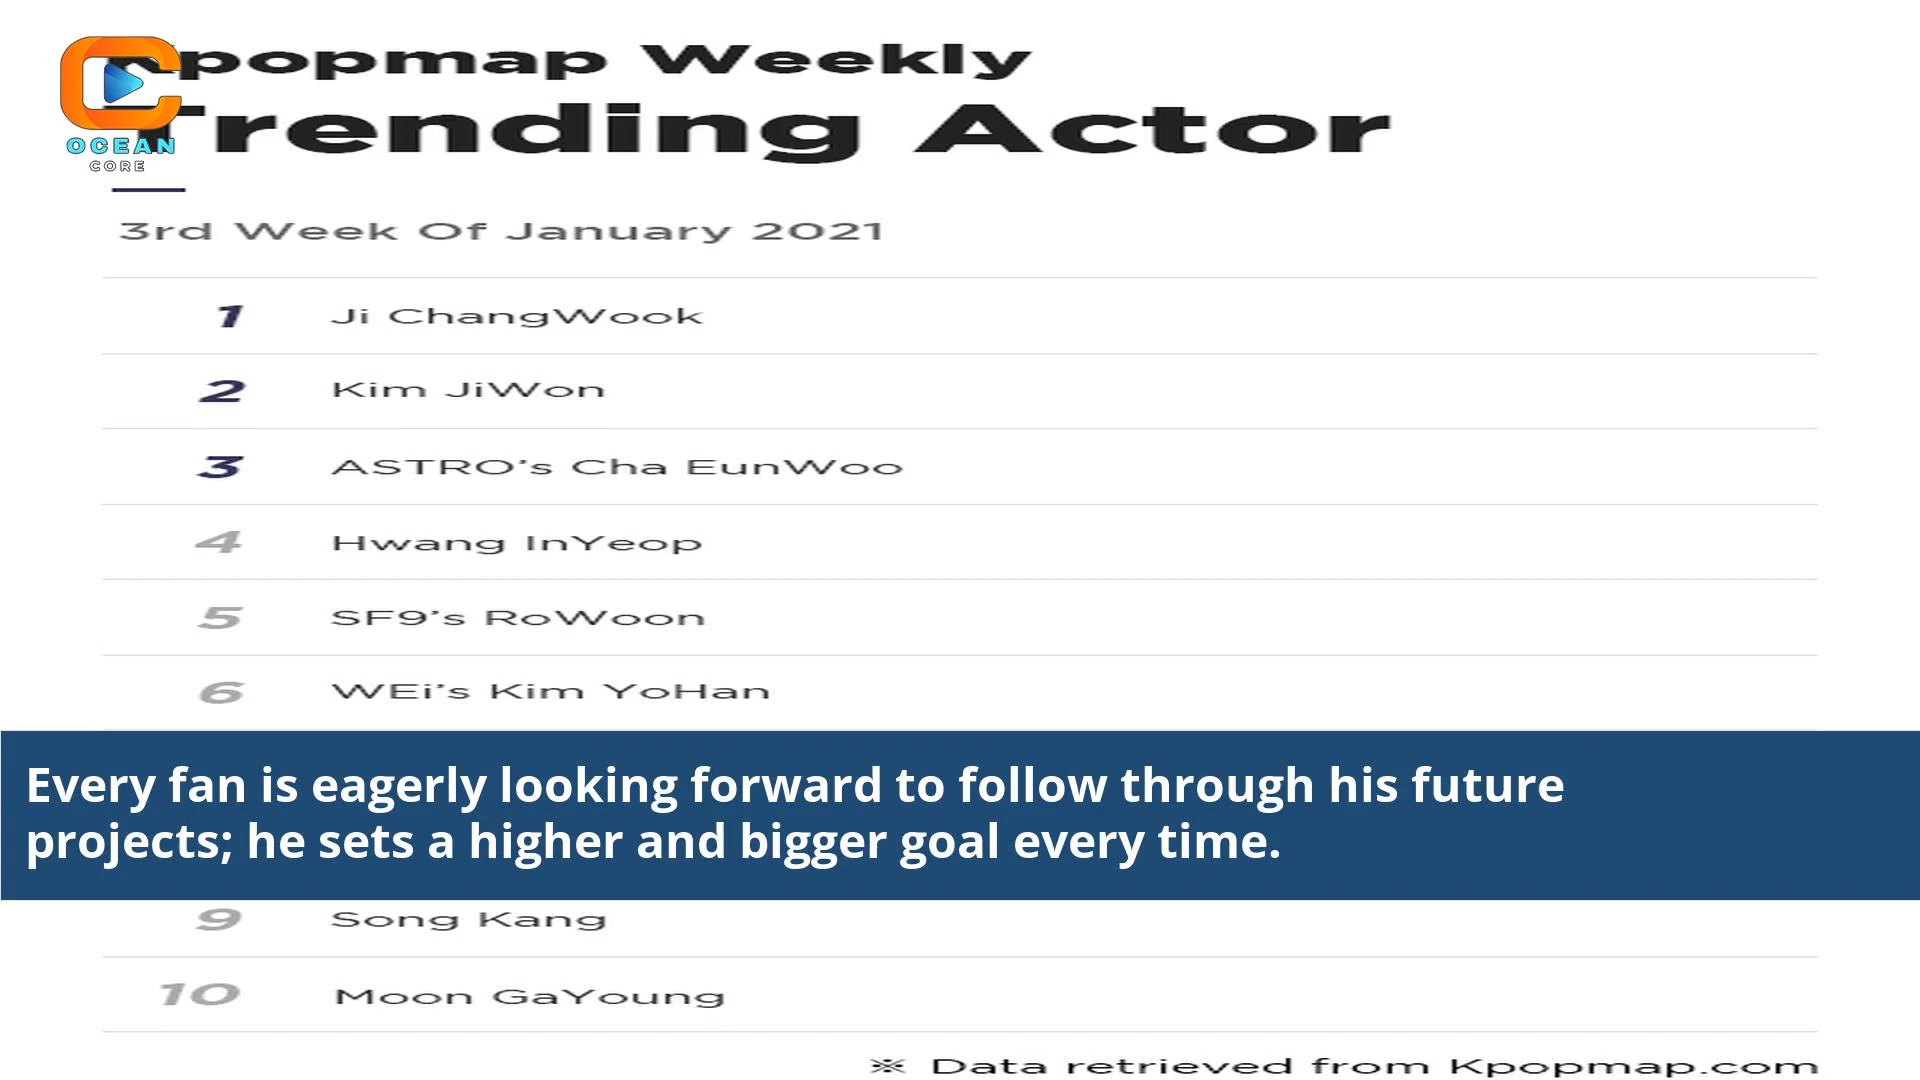 Kpopmap Weekly
Trending Actor
OCEAN
CORE
3rd Week Of January 2021
1 Ji ChangWook
2 Kim JiWon
3 ASTRO's Cha EunWoo
4 Hwang InYeop
5 SF9's RoWoon
6 WEi's Kim YoHan
Every fan is eagerly looking forward to follow through his future
projects; he sets a higher and bigger goal every time.
9 Song Kang
10 Moon GaYoung
※ Data retrieved from Kpopmap.com